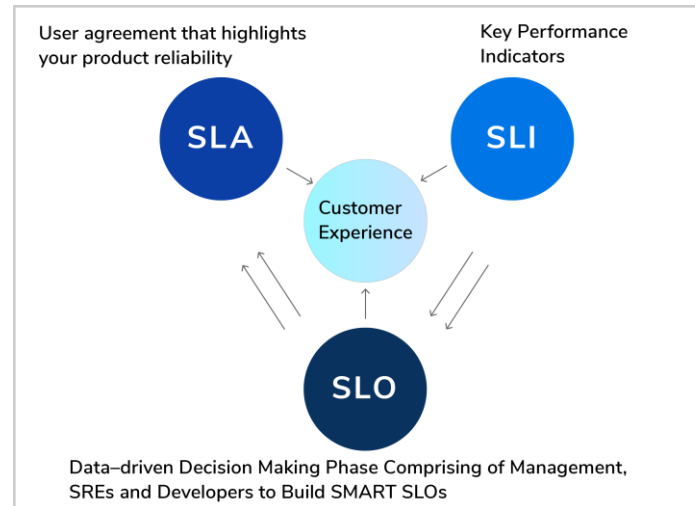 User agreement that highlights
your product reliability
Key Performance
Indicators
SLA
SLI
Customer
Experience
SLO
Data–driven Decision Making Phase Comprising of Management,
SREs and Developers to Build SMART SLOs